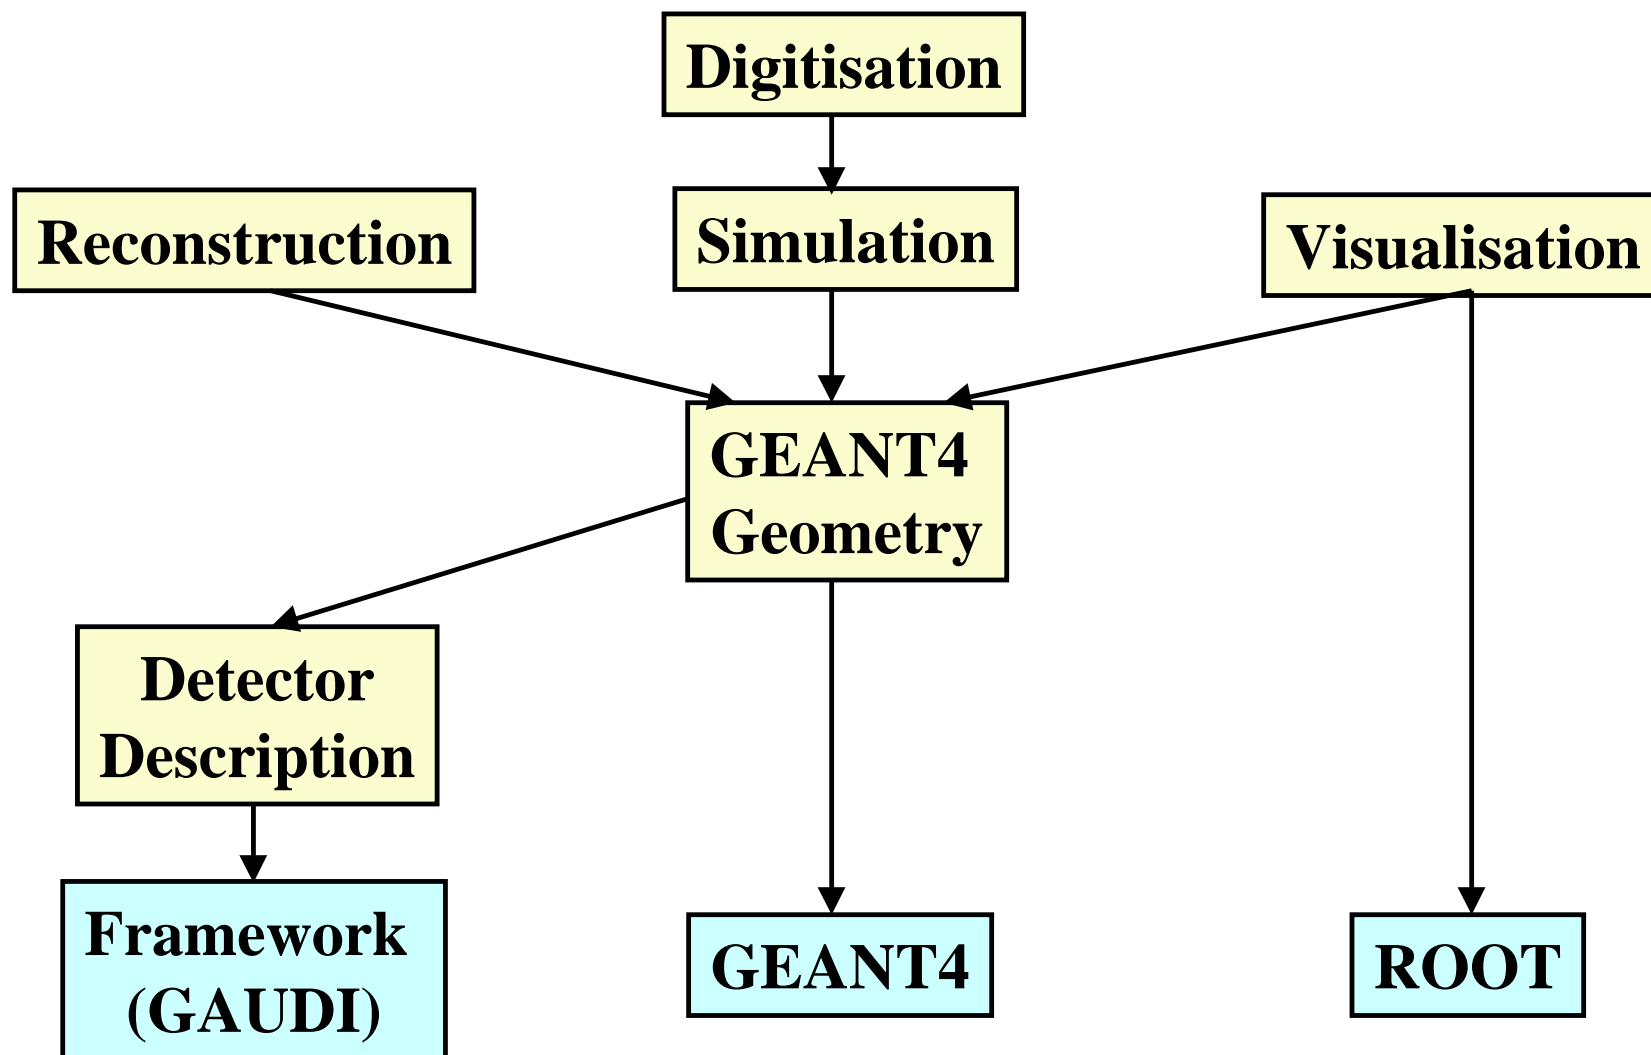 Digitisation
Reconstruction
Simulation
Visualisation
GEANT4
Geometry
Detector
Description
Framework
(GAUDI)
GEANT4
ROOT